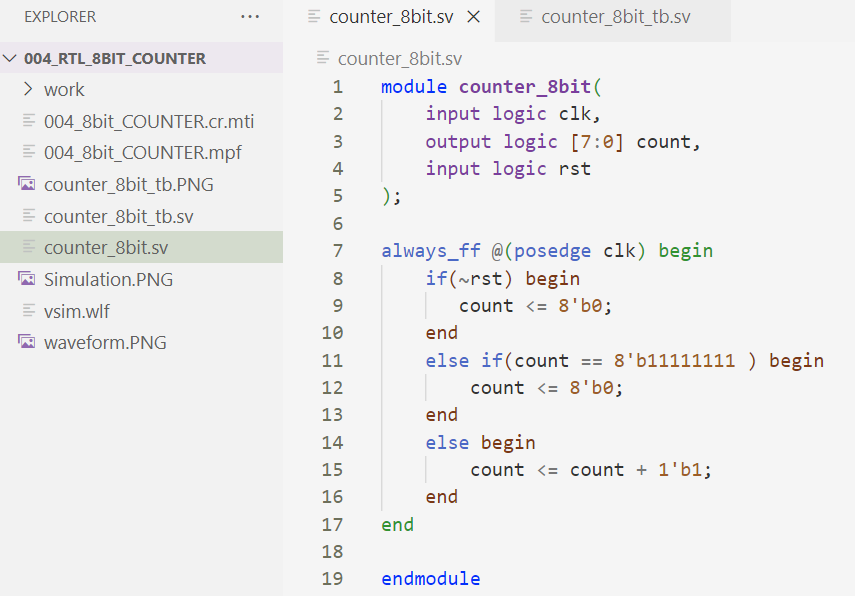 EXPLORER ...
004_RTL_8BIT_COUNTER
work
004_8bit_COUNTER.cr.mti
004_8bit_COUNTER.mpf
counter_8bit_tb.PNG
counter_8bit_tb.sv
counter_8bit.sv
Simulation.PNG
vsim.wlf
waveform.PNG
counter_8bit.sv counter_8bit_tb.sv
counter_8bit.sv
1 module counter_8bit(
2     input logic clk,
3     output logic [7:0] count,
4     input logic rst
5 );
6
7 always_ff @(posedge clk) begin
8     if(~rst) begin
9        count <= 8'b0;
10     end
11     else if(count == 8'b11111111 ) begin
12         count <= 8'b0;
13     end
14     else begin
15         count <= count + 1'b1;
16     end
17 end
18
19 endmodule